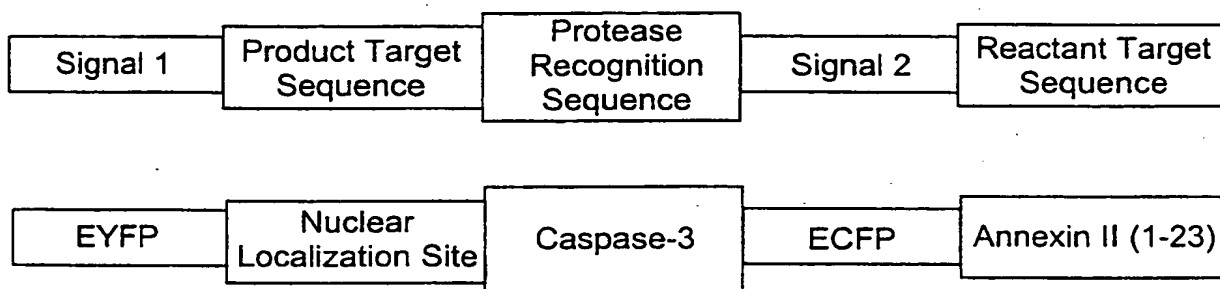 Signal 1
Product Target
Sequence
Protease
Recognition
Sequence
Signal 2
Reactant Target
Sequence
EYFP
Nuclear
Localization Site
Caspase-3
ECFP
Annexin II (1-23)